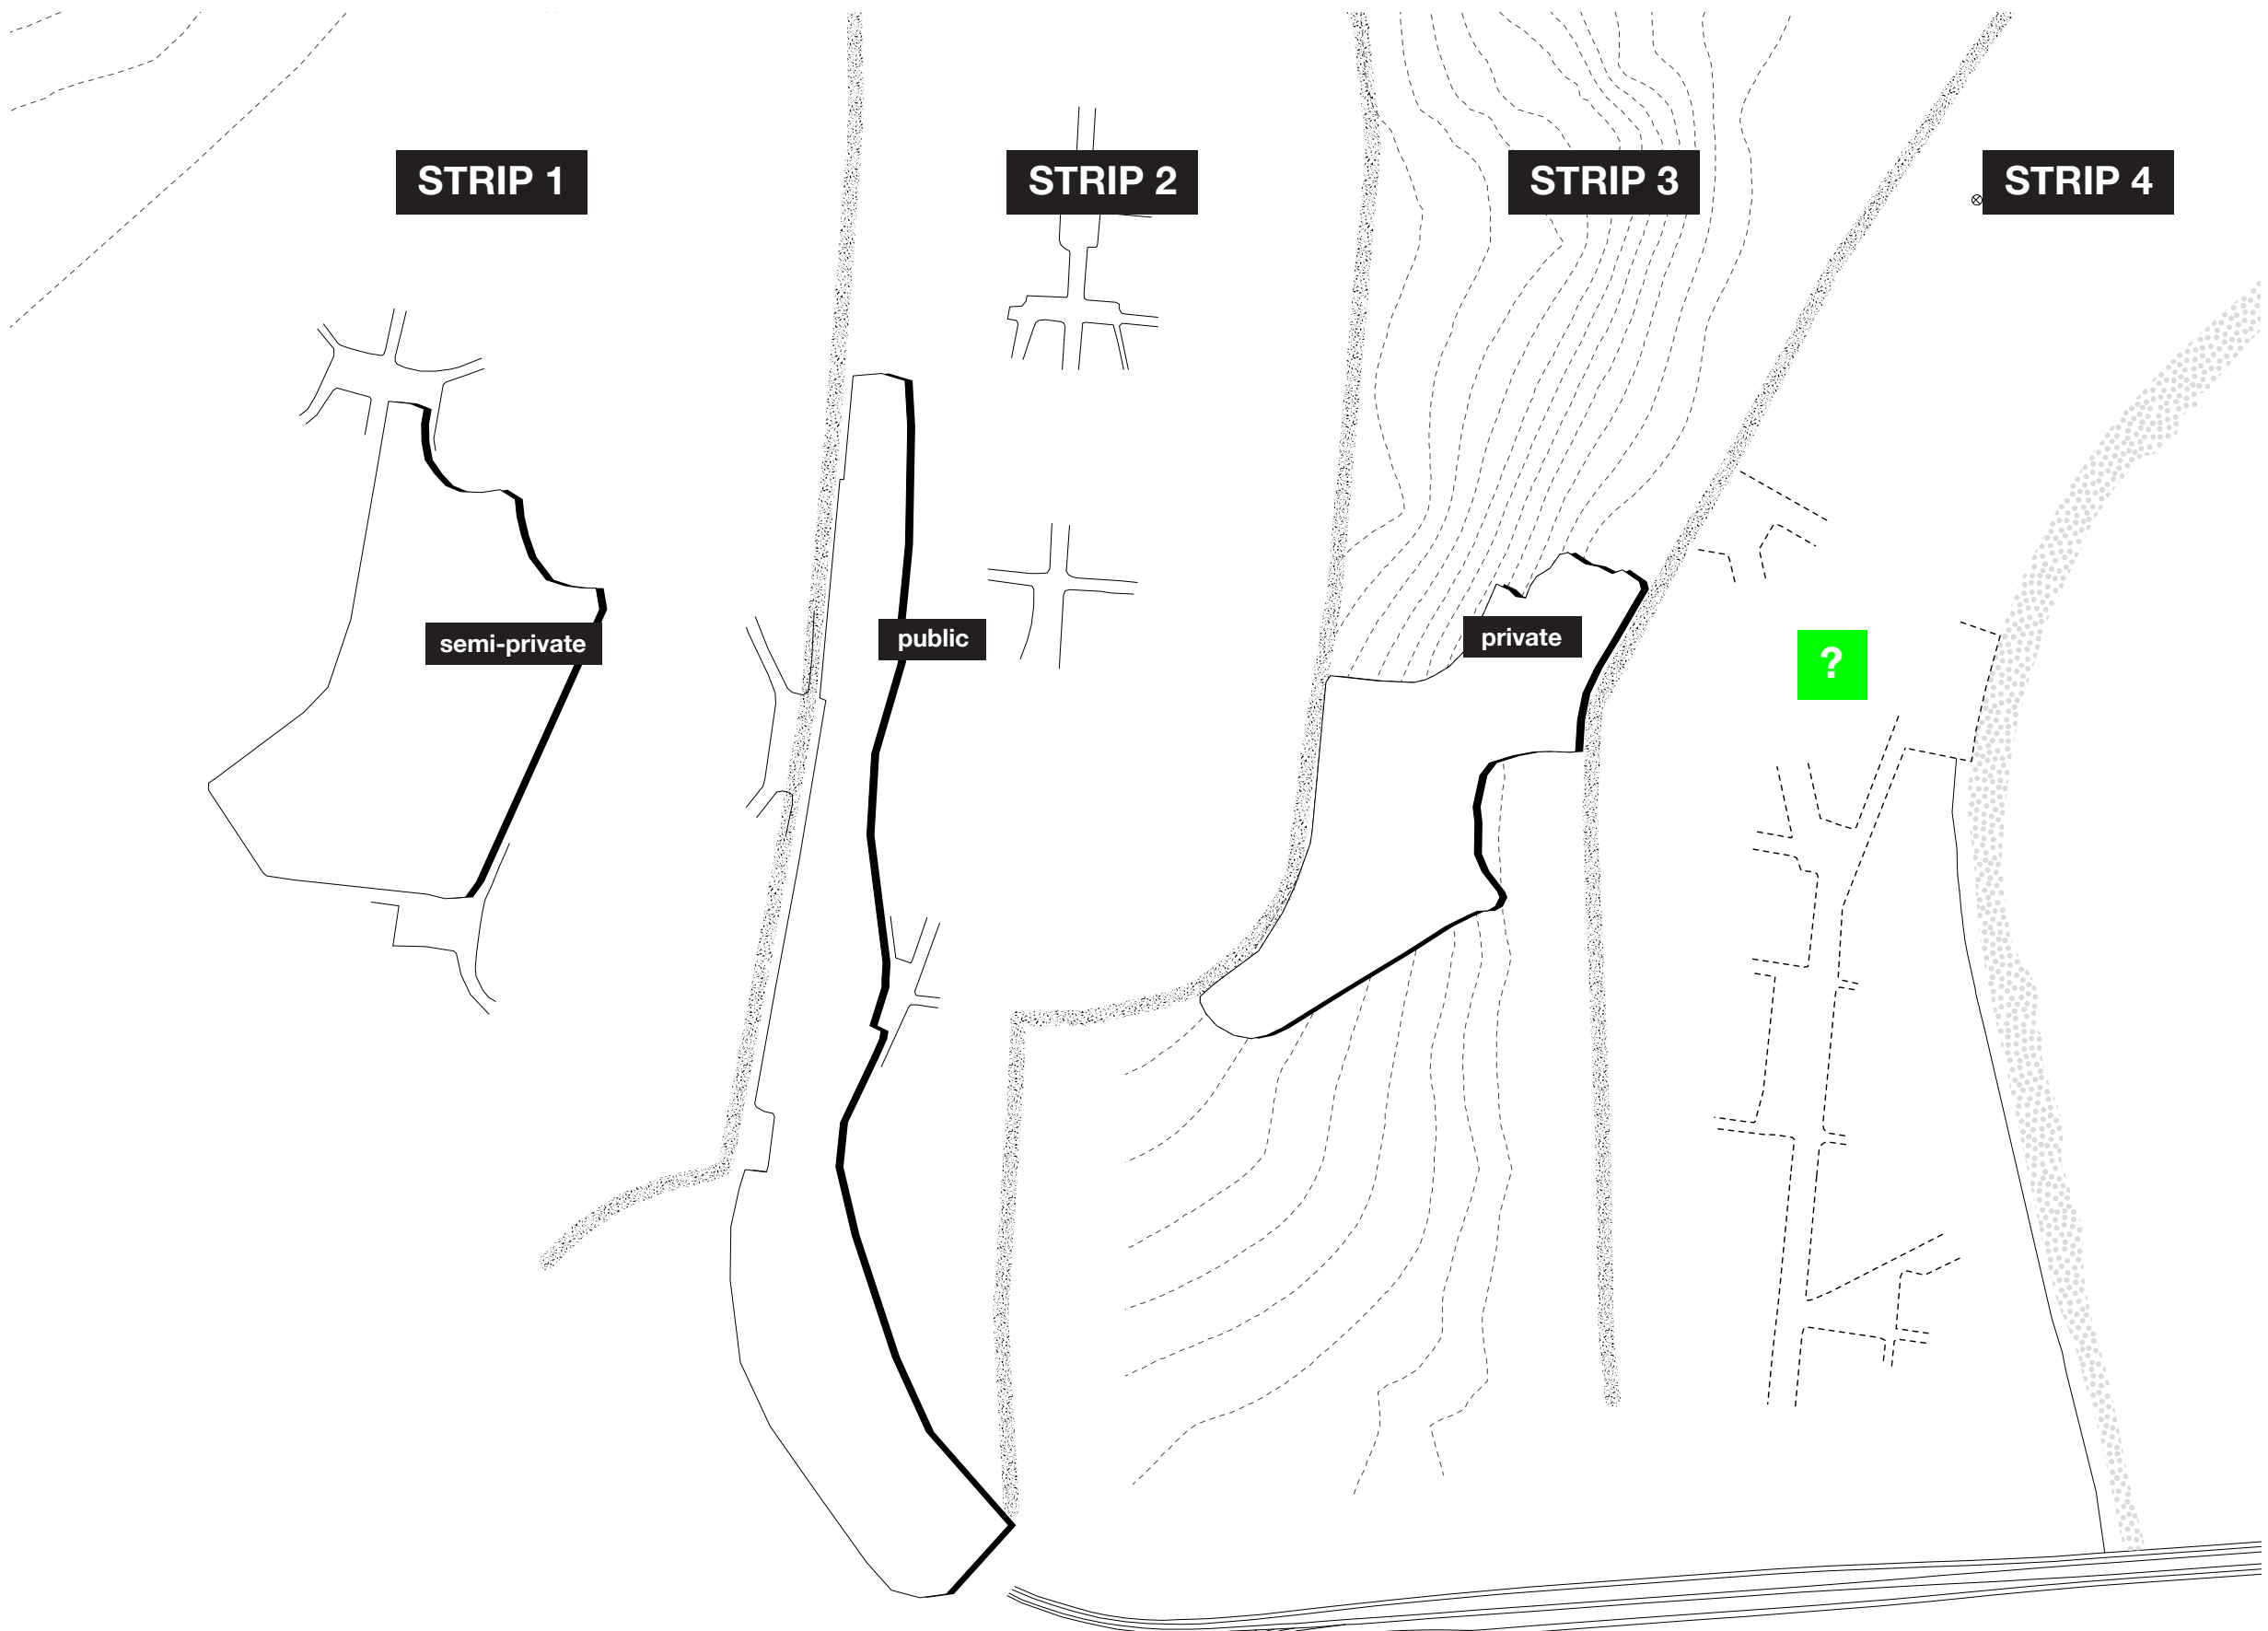 STRIP 1
STRIP 2
STRIP 3
STRIP 4
semi-private
public
private
?